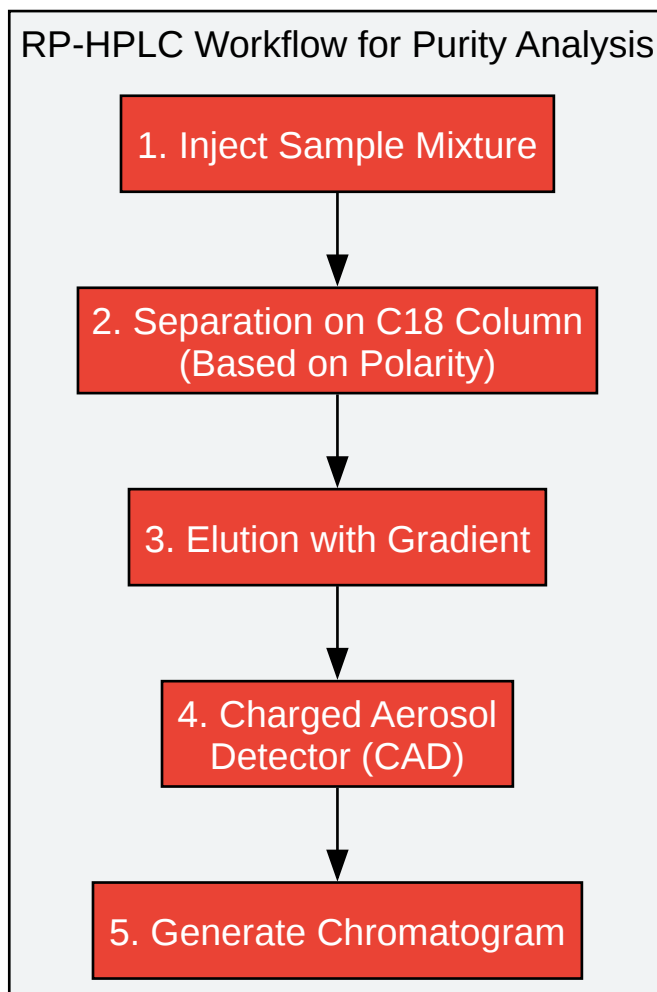 RP-HPLC Workflow for Purity Analysis
1. Inject Sample Mixture
2. Separation on C18 Column
(Based on Polarity)
3. Elution with Gradient
4. Charged Aerosol
Detector (CAD)
5. Generate Chromatogram